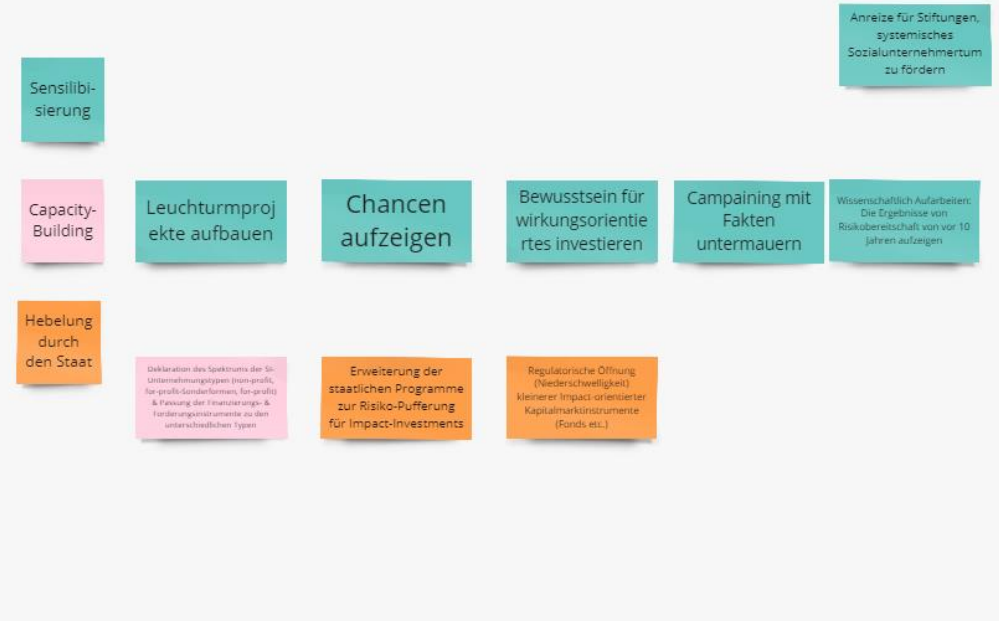 Anreize für Stiftungen,
systemisches
Sozialunternehmertum
zu fördern
Sensilibi-
sierung
Capacity-
Building
Leuchturmproj
ekte aufbauen
Chancen
aufzeigen
Bewusstsein für
wirkungsorientie
rtes investieren
Campaining mit
Fakten
untermauern
Wissenschaftlich Aufarbeiten:
Die Ergebnisse von
Risikobereitschaft von vor 10
Jahren aufzeigen
Hebelung
durch
den Staat
Deklaration des Spektrums der SI-
Unternehmungstypen (non-profit,
for-profit-Sonderformen, for-profit)
& Passung der Finanzierungs- &
Förderungsinstrumente zu den
unterschiedlichen Typen
Erweiterung der
staatlichen Programme
zur Risiko-Pufferung
für Impact-Investments
Regulatorische Öffnung
(Niederschwelligkeit)
kleinerer Impact-orientierter
Kapitalmarktinstrumente
(Fonds etc.)